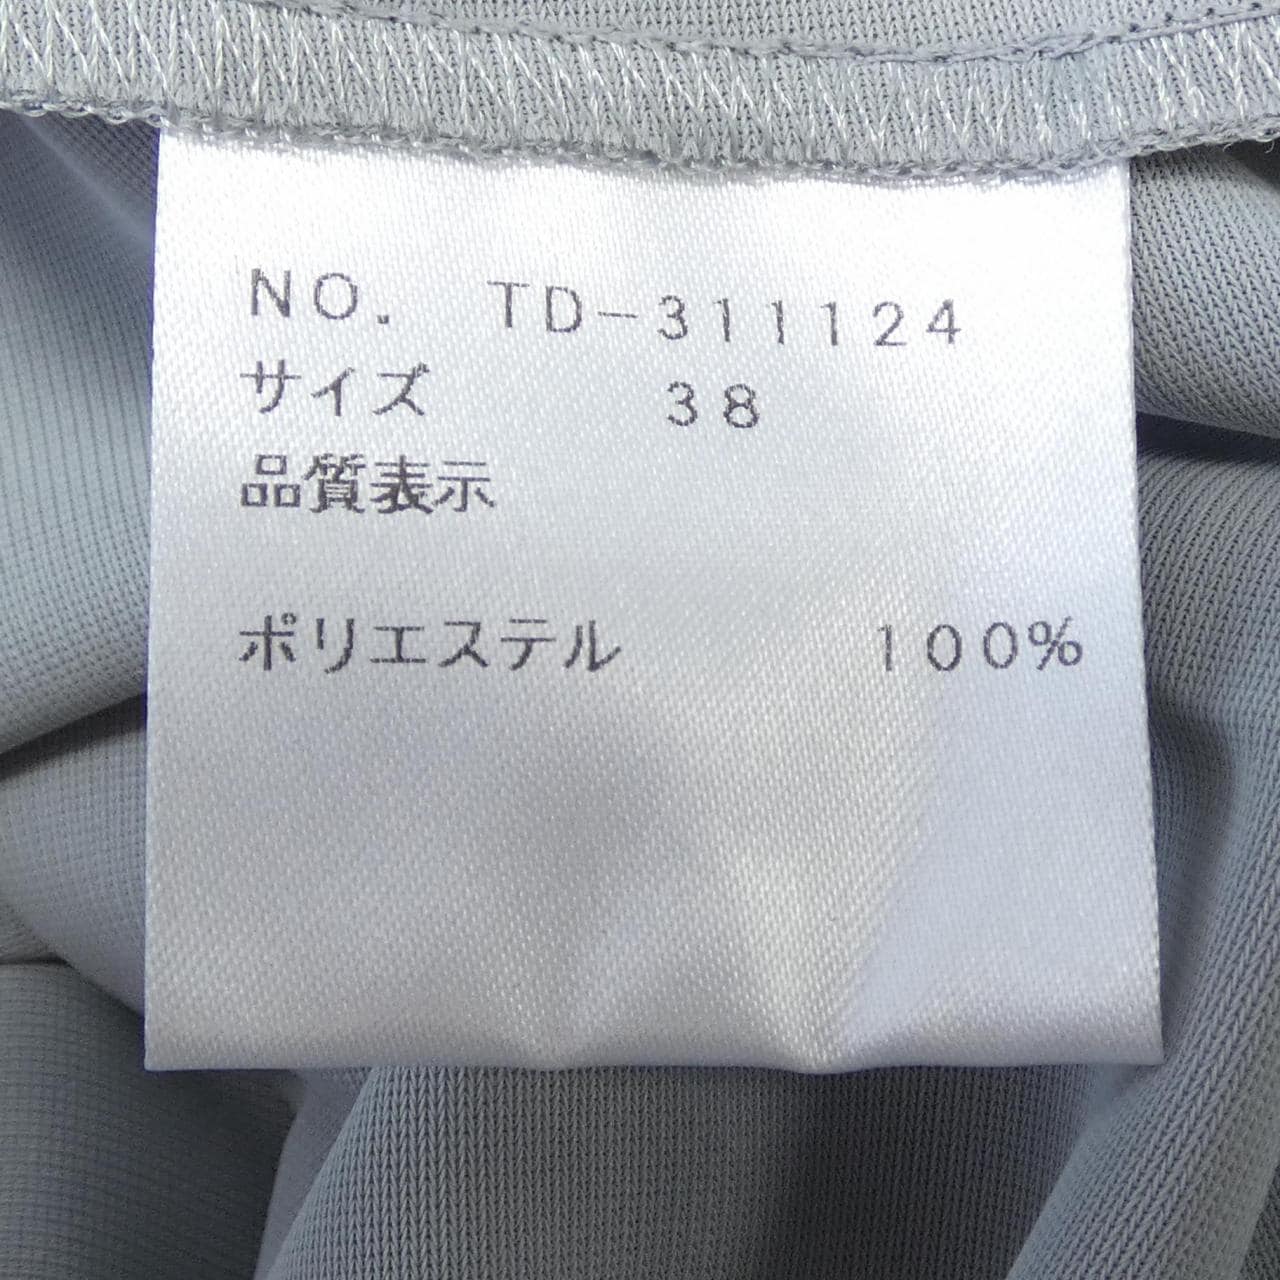 NO. TD-311124
サイズ 38
品質表示
ポリエステル 100%